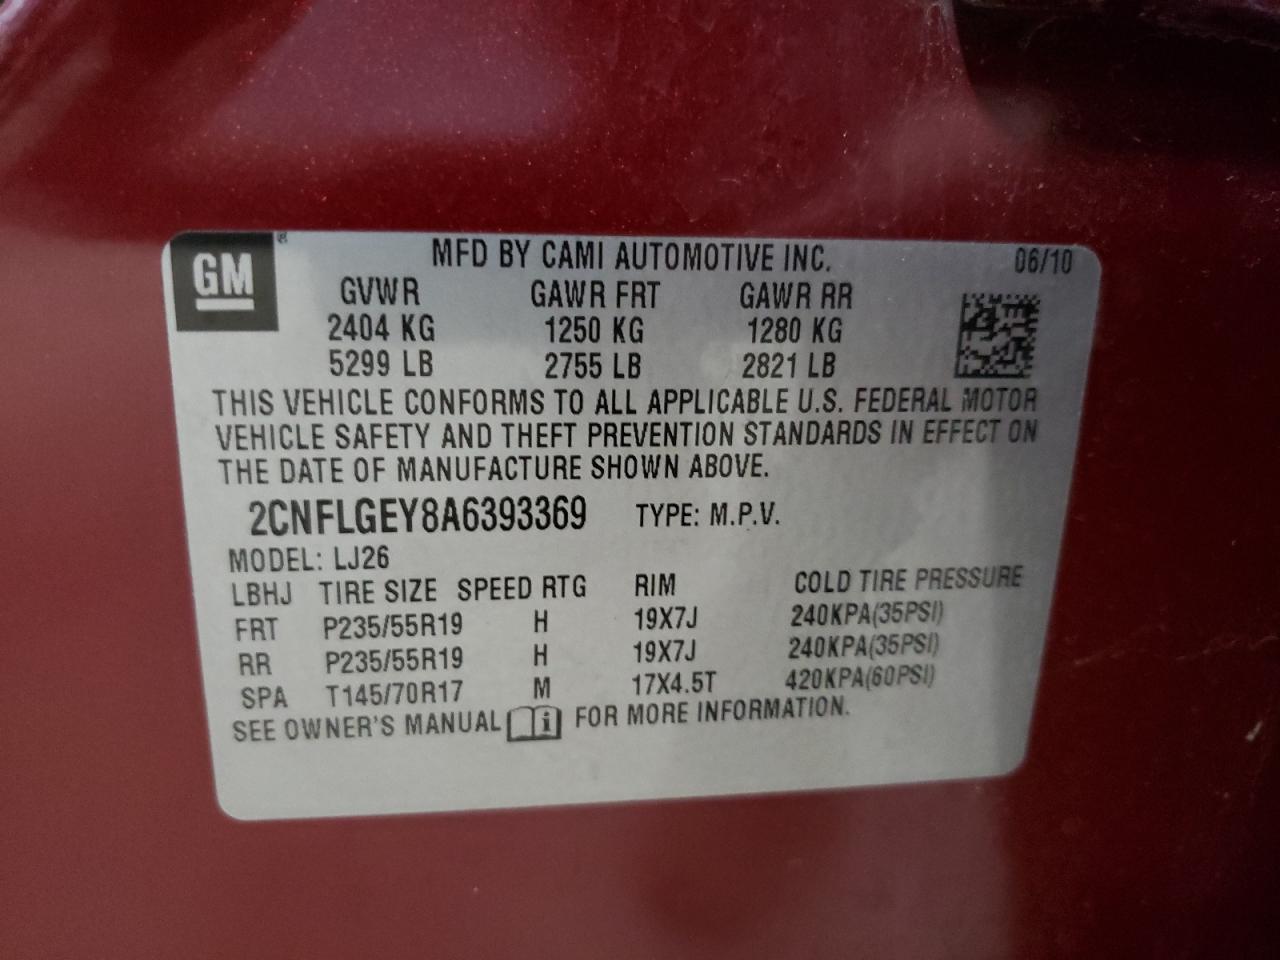 GM ®
MFD BY CAMI AUTOMOTIVE INC. 06/10
GVWR GAWR FRT GAWR RR
2404 KG 1250 KG 1280 KG
5299 LB 2755 LB 2821 LB
THIS VEHICLE CONFORMS TO ALL APPLICABLE U.S. FEDERAL MOTOR
VEHICLE SAFETY AND THEFT PREVENTION STANDARDS IN EFFECT ON
THE DATE OF MANUFACTURE SHOWN ABOVE.
2CNFLGEY8A6393369 TYPE: M.P.V.
MODEL: LJ26
LBHJ TIRE SIZE SPEED RTG RIM COLD TIRE PRESSURE
FRT P235/55R19 H 19X7J 240KPA(35PSI)
RR P235/55R19 H 19X7J 240KPA(35PSI)
SPA T145/70R17 M 17X4.5T 420KPA(60PSI)
SEE OWNER'S MANUAL i FOR MORE INFORMATION.